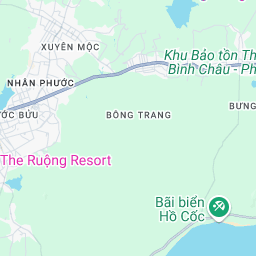 XUYÊN MỘC
Khu Bảo tồn Th
Bình Châu - Ph
NHÂN PHƯỚC
BƯNG
ƯỚC BỬU
BÔNG TRANG
The Ruộng Resort
Bãi biển
Hồ Cốc